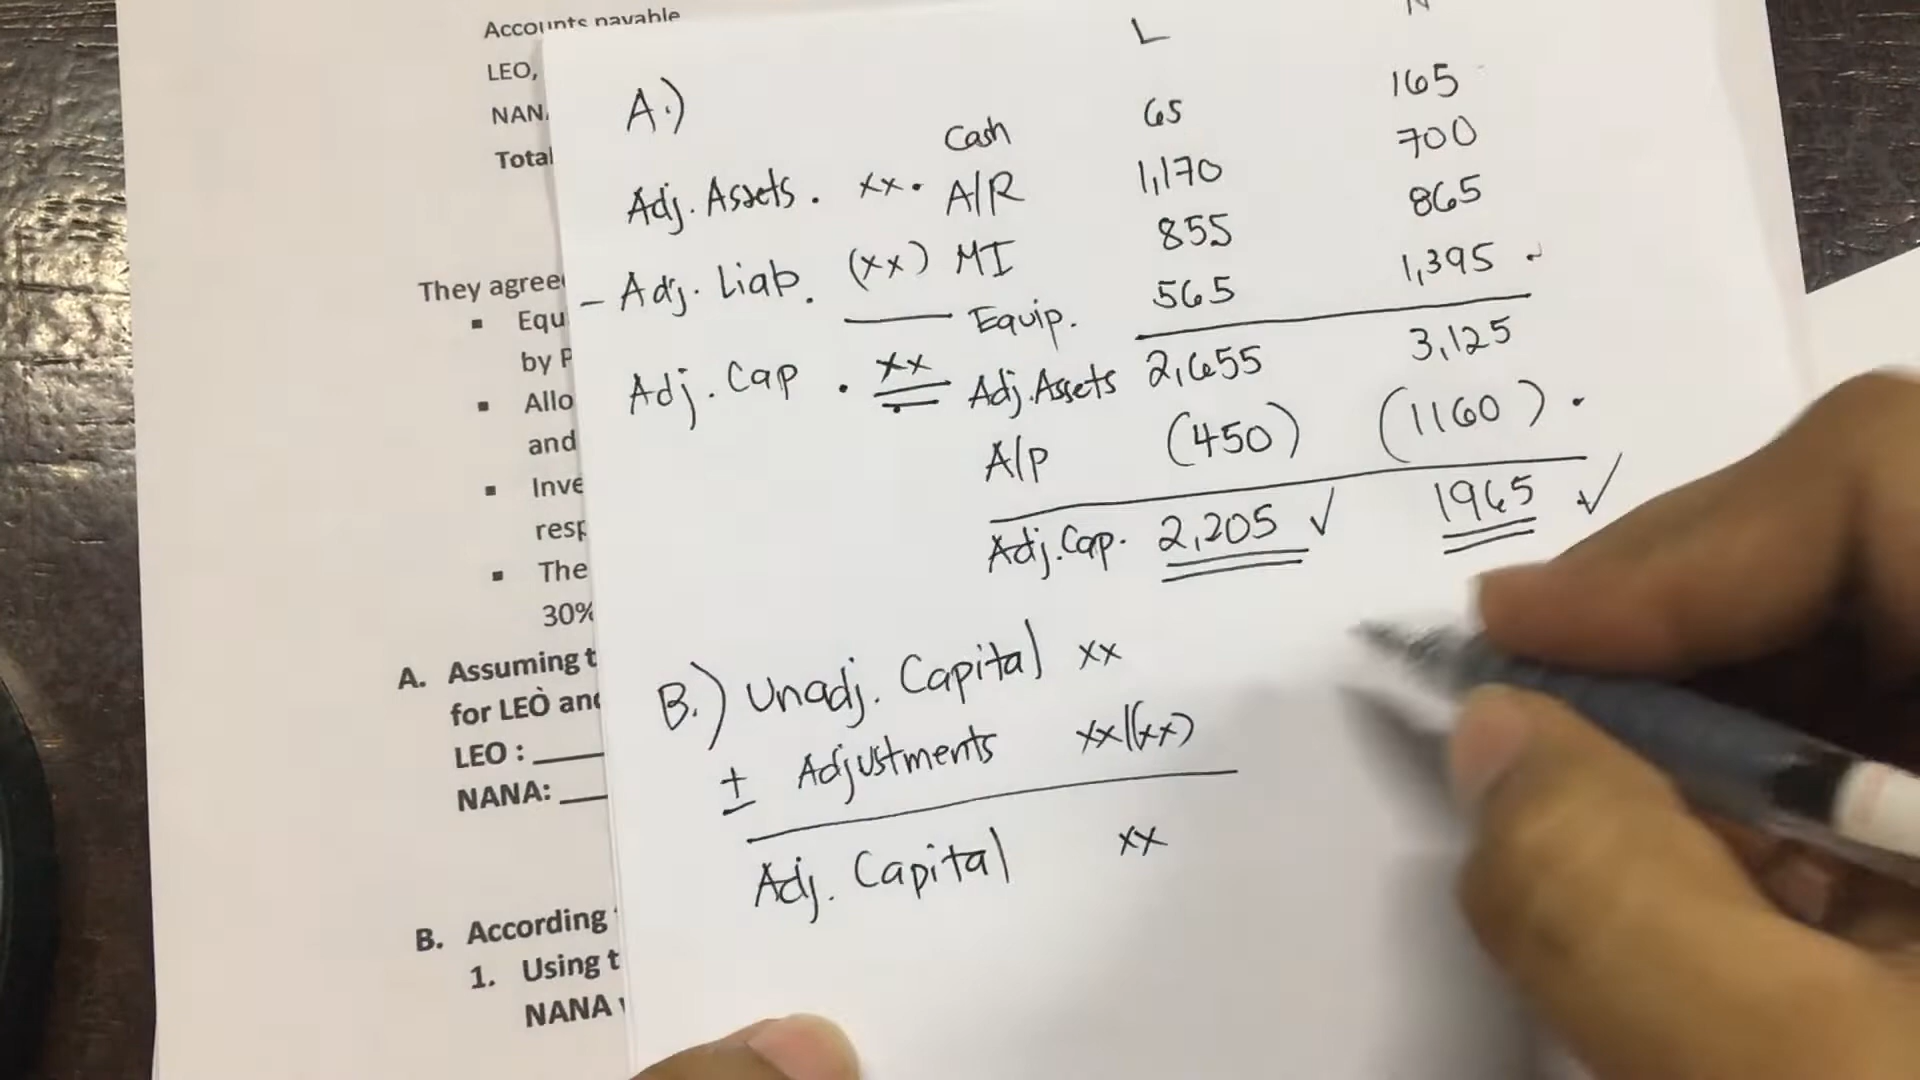 Accounts payable
LEO,
NAN
Total
They agree
▪ Equ
by P
▪ Allo
and
▪ Inve
resp
▪ The
30%
A. Assuming t
for LEÒ and
LEO : ____
NANA: ____
B. According
1. Using t
NANA
A.)
L N
Cash 65 165
Adj. Assets. xx. A/R 1,170 700
- Adj. Liab. (xx) MI 855 865
Equip. 565 1,395
Adj. Cap. xx Adj. Assets 2,655 3,125
A/p (450) (1160).
Adj. Cap. 2,205 ✓ 1965 ✓
B.) Unadj. Capital xx
± Adjustments xx|(xx)
Adj. Capital xx